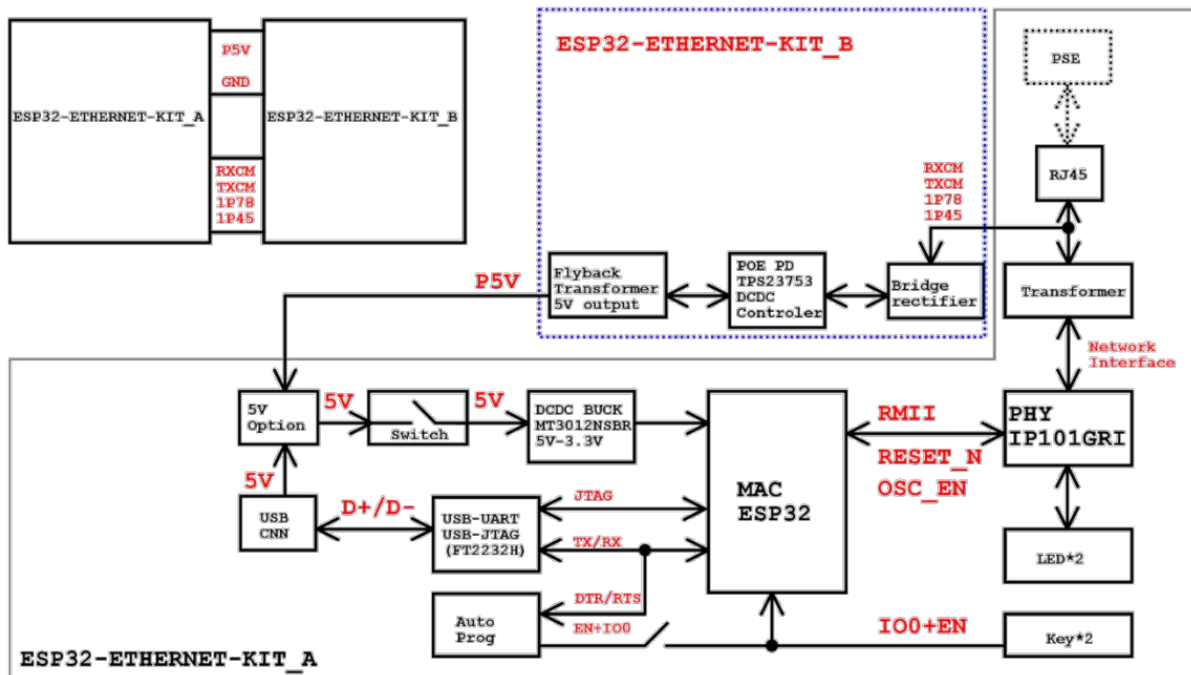 P5V
GND
ESP32-ETHERNET-KIT_A
ESP32-ETHERNET-KIT_B
RXCM
TXCM
1P78
1P45
ESP32-ETHERNET-KIT_B
PSE
RJ45
RXCM
TXCM
1P78
1P45
P5V
Flyback
Transformer
5V output
POE PD
TPS23753
DCDC
Controler
Bridge
rectifier
Transformer
Network
Interface
5V
Option
5V
Switch
5V
DCDC BUCK
MT3012NSBR
5V-3.3V
MAC
ESP32
RMII
RESET_N
OSC_EN
PHY
IP101GRI
5V
USB
CNN
D+/D-
USB-UART
USB-JTAG
(FT2232H)
JTAG
TX/RX
LED*2
DTR/RTS
Auto
Prog
EN+IO0
IO0+EN
Key*2
ESP32-ETHERNET-KIT_A